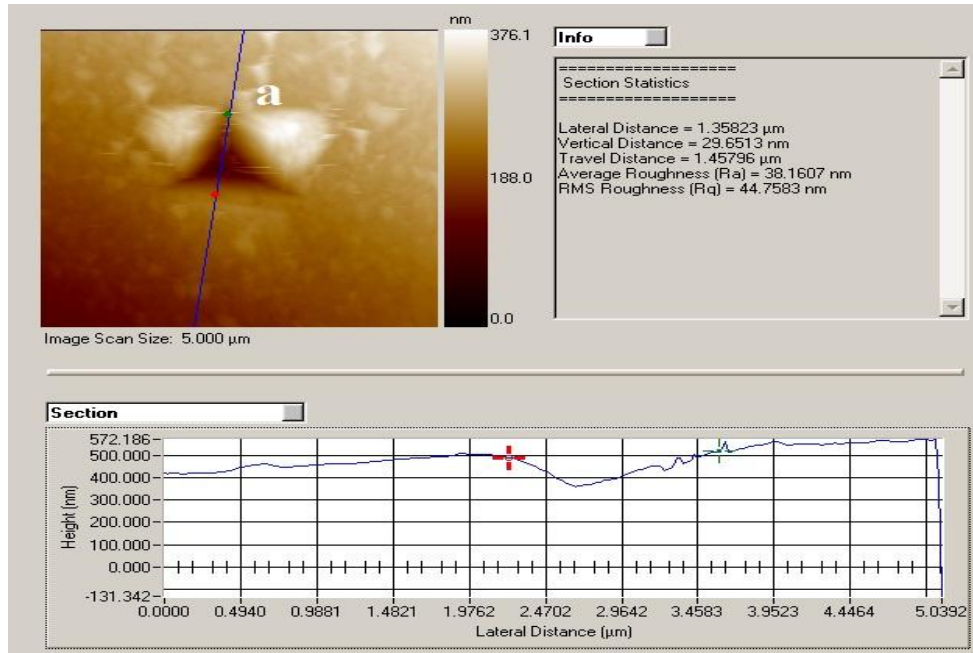 nm
376.1
188.0
0.0
a
Image Scan Size: 5.000 µm
Info
===================
Section Statistics
===================
Lateral Distance = 1.35823 µm
Vertical Distance = 29.6513 nm
Travel Distance = 1.45796 µm
Average Roughness (Ra) = 38.1607 nm
RMS Roughness (Rq) = 44.7583 nm
Section
Height (nm)
572.186
500.000
400.000
300.000
200.000
100.000
0.000
-131.342
0.0000 0.4940 0.9881 1.4821 1.9762 2.4702 2.9642 3.4583 3.9523 4.4464 5.0392
Lateral Distance (µm)